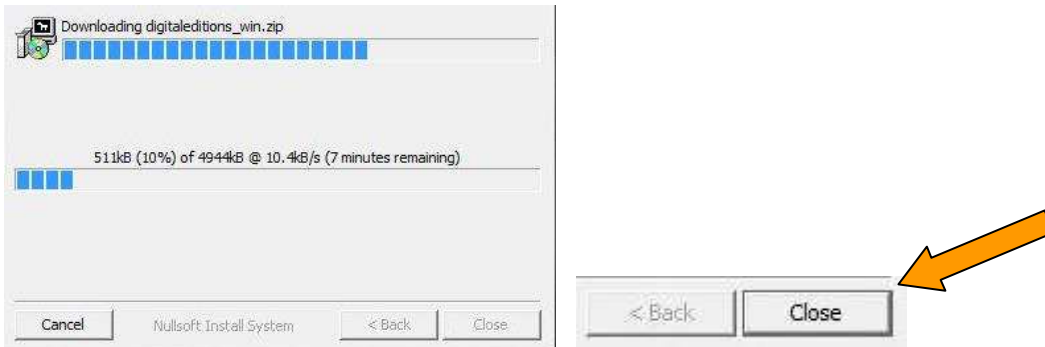 Downloading digitaleditions_win.zip
511kB (10%) of 4944kB @ 10.4kB/s (7 minutes remaining)
Cancel
Nullsoft Install System
< Back
Close
< Back
Close